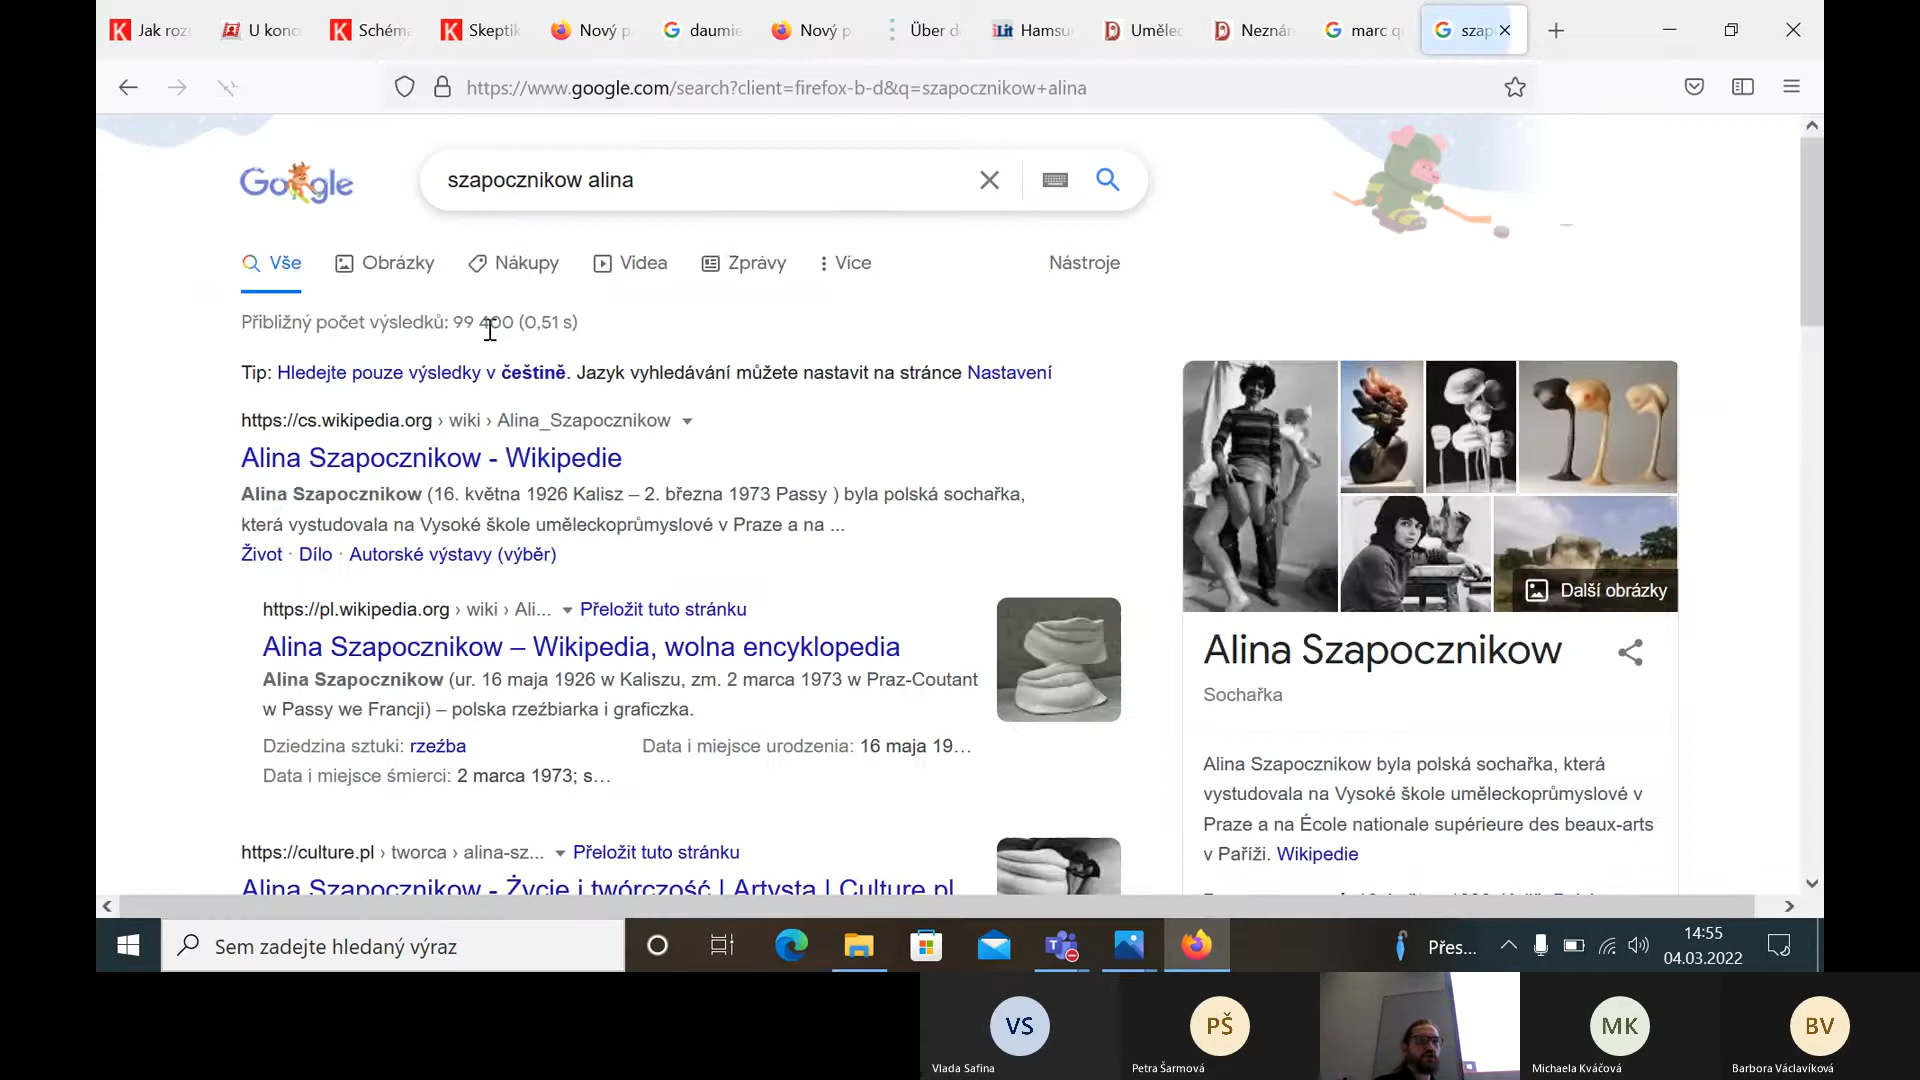 Jak roz
U konc
Schéma
Skeptik
Nový p
daumie
Nový p
Über d
iLit Hamsu
Umělec
Neznán
marc q
szap
https://www.google.com/search?client=firefox-b-d&q=szapocznikow+alina
Google
szapocznikow alina
Vše
Obrázky
Nákupy
Videa
Zprávy
Více
Nástroje
Přibližný počet výsledků: 99 400 (0,51 s)
Tip: Hledejte pouze výsledky v češtině. Jazyk vyhledávání můžete nastavit na stránce Nastavení
https://cs.wikipedia.org › wiki › Alina_Szapocznikow
Alina Szapocznikow - Wikipedie
Alina Szapocznikow (16. května 1926 Kalisz – 2. března 1973 Passy ) byla polská sochařka,
která vystudovala na Vysoké škole uměleckoprůmyslové v Praze a na ...
Život · Dílo · Autorské výstavy (výběr)
https://pl.wikipedia.org › wiki › Ali... Přeložit tuto stránku
Alina Szapocznikow – Wikipedia, wolna encyklopedia
Alina Szapocznikow (ur. 16 maja 1926 w Kaliszu, zm. 2 marca 1973 w Praz-Coutant
w Passy we Francji) – polska rzeźbiarka i graficzka.
Dziedzina sztuki: rzeźba
Data i miejsce urodzenia: 16 maja 19...
Data i miejsce śmierci: 2 marca 1973; s...
https://culture.pl › tworca › alina-sz... Přeložit tuto stránku
Alina Szapocznikow - Życie i twórczość | Artysta | Culture.pl
Další obrázky
Alina Szapocznikow
Sochařka
Alina Szapocznikow byla polská sochařka, která
vystudovala na Vysoké škole uměleckoprůmyslové v
Praze a na École nationale supérieure des beaux-arts
v Paříži. Wikipedie
Sem zadejte hledaný výraz
Přes...
14:55
04.03.2022
VS
PŠ
MK
BV
Vlada Safina
Petra Šarmová
Michaela Kváčová
Barbora Václavíková